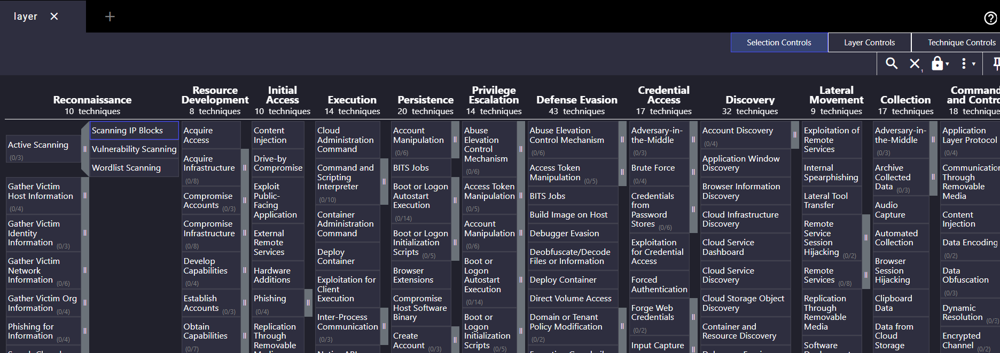 layer
Selection Controls
Layer Controls
Technique Controls
1
Reconnaissance
10 techniques
Scanning IP Blocks
Active Scanning
(0/3)
Vulnerability Scanning
Wordlist Scanning
Gather Victim
Host Information
(0/4)
Gather Victim
Identity
Information (0/3)
Gather Victim
Network
Information (0/6)
Gather Victim Org
Information (0/4)
Phishing for
Information (0/4)
Resource
Development
8 techniques
Acquire
Access
Acquire
Infrastructure
(0/8)
Compromise
Accounts (0/3)
Compromise
Infrastructure
(0/8)
Develop
Capabilities
(0/4)
Establish
Accounts (0/3)
Obtain
Capabilities
(0/7)
Initial
Access
10 techniques
Content
Injection
Drive-by
Compromise
Exploit
Public-
Facing
Application
External
Remote
Services
Hardware
Additions
Phishing
(0/4)
Replication
Through
Removable
Execution
14 techniques
Cloud
Administration
Command
Command and
Scripting
Interpreter
(0/10)
Container
Administration
Command
Deploy
Container
Exploitation for
Client
Execution
Inter-Process
Communication
(0/3)
Persistence
20 techniques
Account
Manipulation
(0/6)
BITS Jobs
Boot or Logon
Autostart
Execution
(0/14)
Boot or Logon
Initialization
Scripts (0/5)
Browser
Extensions
Compromise
Host Software
Binary
Create
Account (0/3)
Privilege
Escalation
14 techniques
Abuse
Elevation
Control
Mechanism
(0/6)
Access Token
Manipulation
(0/5)
Account
Manipulation
(0/6)
Boot or
Logon
Autostart
Execution
(0/14)
Boot or
Logon
Initialization
Scripts (0/5)
Defense Evasion
43 techniques
Abuse Elevation
Control Mechanism
(0/6)
Access Token
Manipulation (0/5)
BITS Jobs
Build Image on Host
Debugger Evasion
Deobfuscate/Decode
Files or Information
Deploy Container
Direct Volume Access
Domain or Tenant
Policy Modification
(0/2)
Credential
Access
17 techniques
Adversary-in-
the-Middle
(0/3)
Brute Force
(0/4)
Credentials
from
Password
Stores (0/6)
Exploitation
for Credential
Access
Forced
Authentication
Forge Web
Credentials
(0/2)
Input Capture
Discovery
32 techniques
Account Discovery
(0/4)
Application Window
Discovery
Browser Information
Discovery
Cloud Infrastructure
Discovery
Cloud Service
Dashboard
Cloud Service
Discovery
Cloud Storage Object
Discovery
Container and
Resource Discovery
Lateral
Movement
9 techniques
Exploitation of
Remote
Services
Internal
Spearphishing
Lateral Tool
Transfer
Remote
Service
Session
Hijacking (0/2)
Remote
Services (0/8)
Replication
Through
Removable
Media
Software
Collection
17 techniques
Adversary-in-
the-Middle
(0/3)
Archive
Collected
Data (0/3)
Audio
Capture
Automated
Collection
Browser
Session
Hijacking
Clipboard
Data
Data from
Cloud
Storage
Command
and Contro
18 technique
Application
Layer Protocol
(0/4)
Communication
Through
Removable
Media
Content
Injection
Data Encoding
(0/2)
Data
Obfuscation
(0/3)
Dynamic
Resolution (0/3)
Encrypted
Channel (0/2)